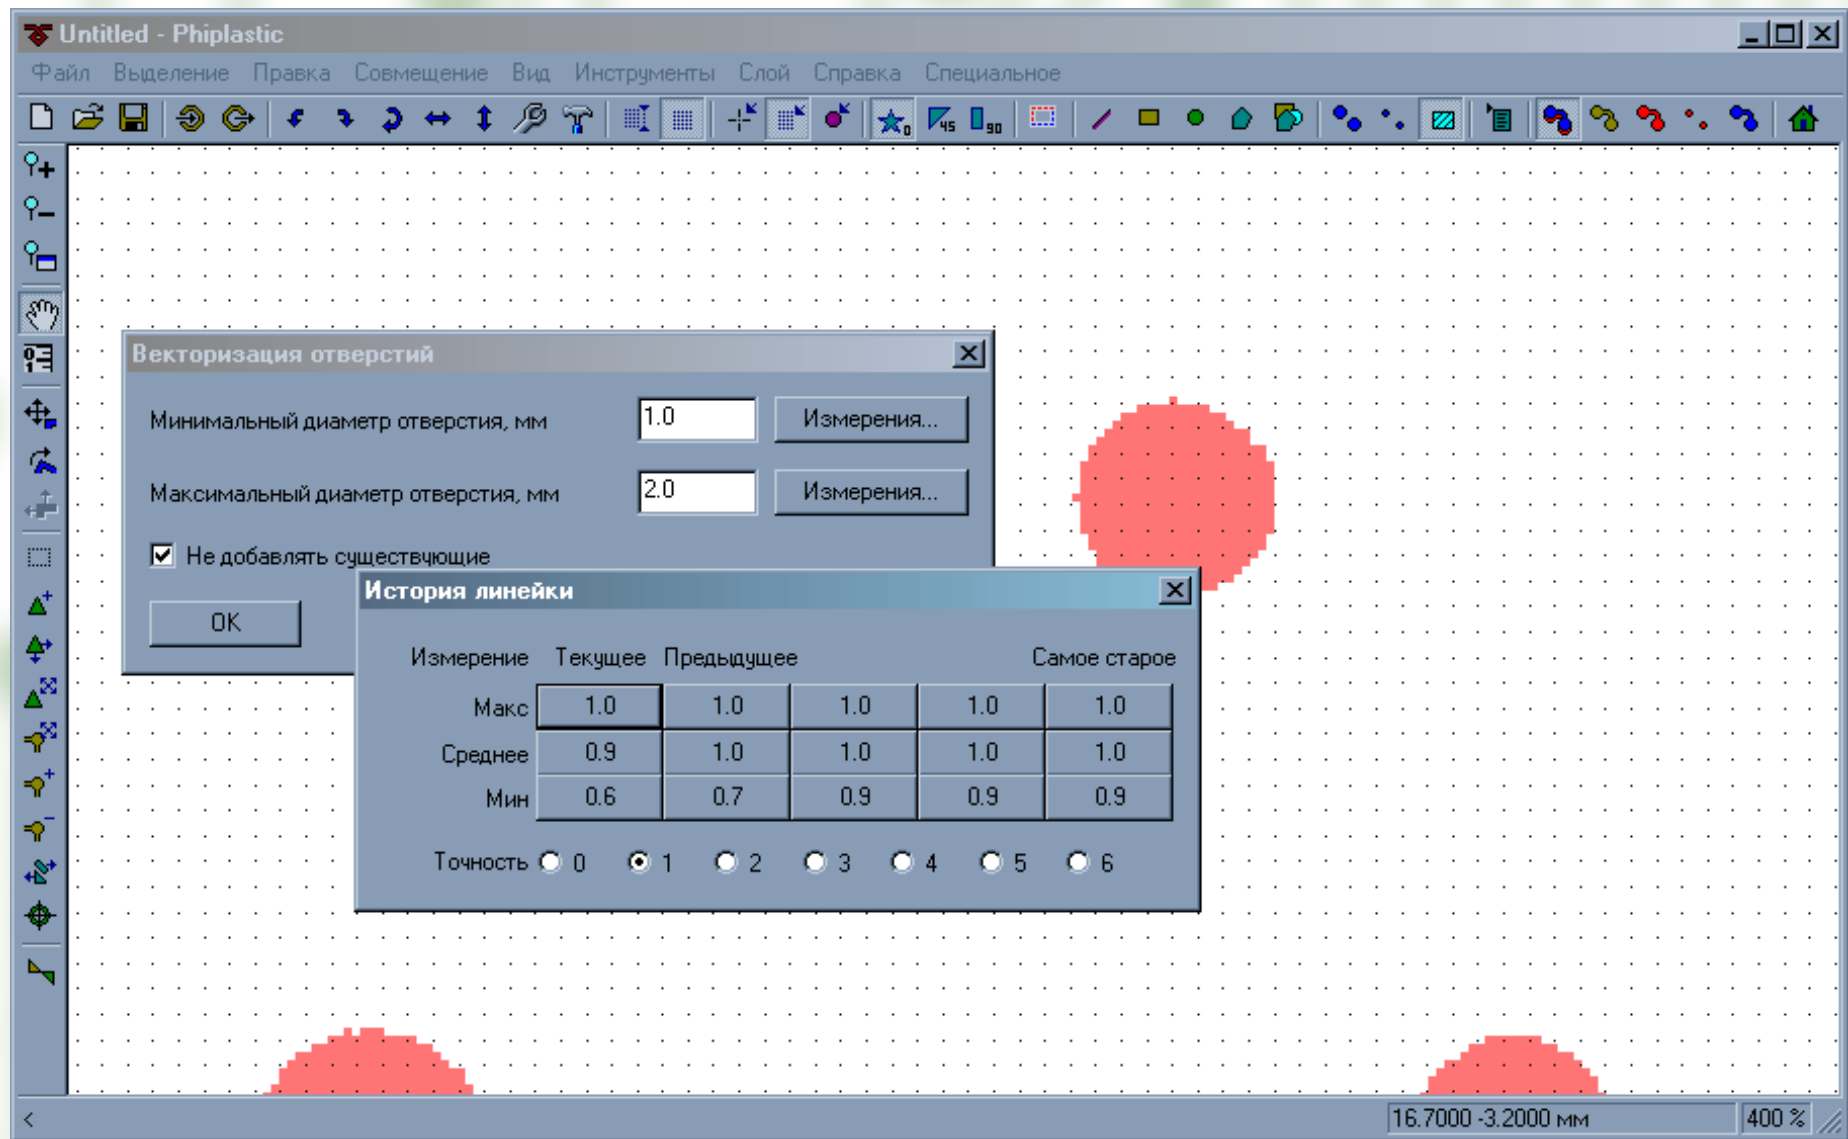 Untitled - Phiplastic
Файл Выделение Правка Совмещение Вид Инструменты Слой Справка Специальное
0 45 90
Векторизация отверстий
Минимальный диаметр отверстия, мм 1.0 Измерения...
Максимальный диаметр отверстия, мм 2.0 Измерения...
Не добавлять существующие
OK
История линейки
Измерение Текущее Предыдущее Самое старое
Макс 1.0 1.0 1.0 1.0 1.0
Среднее 0.9 1.0 1.0 1.0 1.0
Мин 0.6 0.7 0.9 0.9 0.9
Точность 0 1 2 3 4 5 6
< 16.7000 -3.2000 мм 400 %